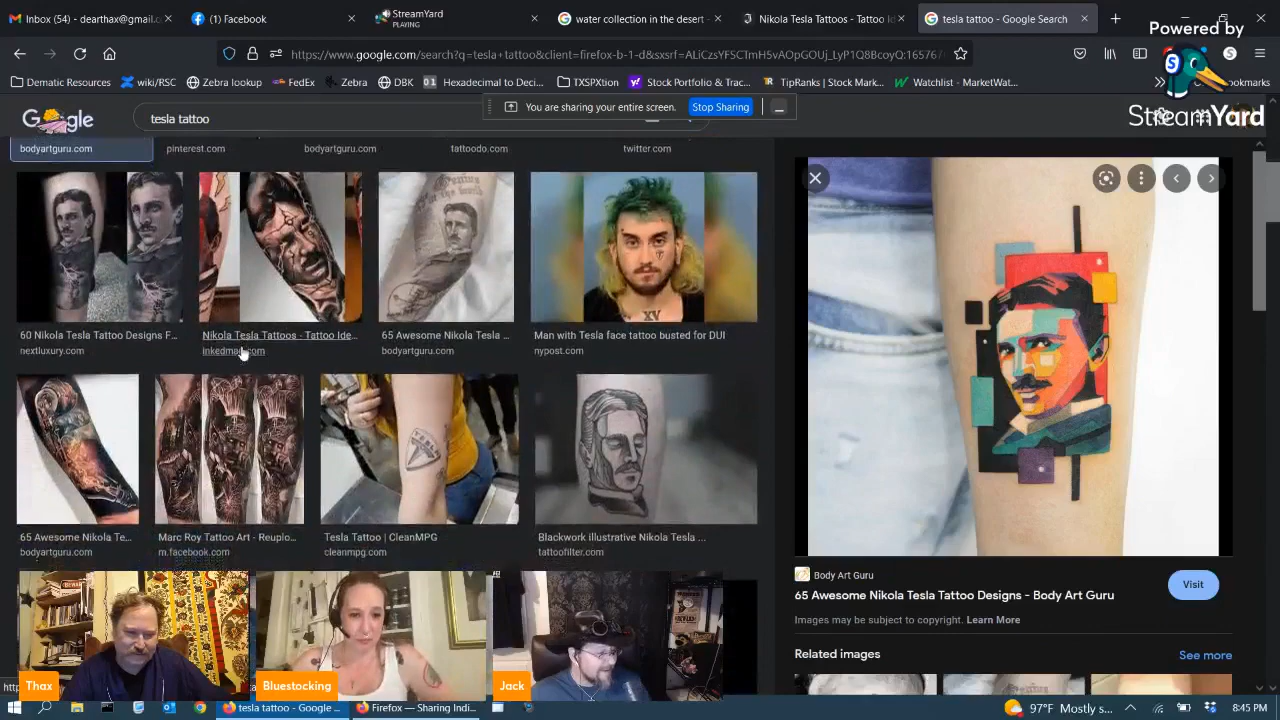 Inbox (54) - dearthax@gmail.c
(1) Facebook
StreamYard
PLAYING
water collection in the desert -
Nikola Tesla Tattoos - Tattoo Id
tesla tattoo - Google Search
Powered by
https://www.google.com/search?q=tesla+tattoo&client=firefox-b-1-d&sxsrf=
Dematic Resources
wiki/RSC
Zebra lookup
FedEx
Zebra
DBK
Hexadecimal to Deci...
TXSPXtion
Stock Portfolio & Trac...
TipRanks | Stock Mark...
Watchlist - MarketWat...
ookmarks
StreamYard
Google
tesla tattoo
You are sharing your entire screen.
Stop Sharing
bodyartguru.com
pinterest.com
bodyartguru.com
tattoodo.com
twitter.com
60 Nikola Tesla Tattoo Designs F...
nextluxury.com
Nikola Tesla Tattoos - Tattoo Ide...
65 Awesome Nikola Tesla ...
bodyartguru.com
XV
Man with Tesla face tattoo busted for DUI
nypost.com
65 Awesome Nikola Te...
bodyartguru.com
Marc Roy Tattoo Art - Reuplo...
m.facebook.com
Tesla Tattoo | CleanMPG
cleanmpg.com
Blackwork illustrative Nikola Tesla ...
tattoofilter.com
Body Art Guru
Visit
65 Awesome Nikola Tesla Tattoo Designs - Body Art Guru
Images may be subject to copyright. Learn More
Related images
See more
Thax
Bluestocking
Jack
tesla tattoo - Google ...
Firefox — Sharing Indi...
97°F Mostly s...
8:45 PM